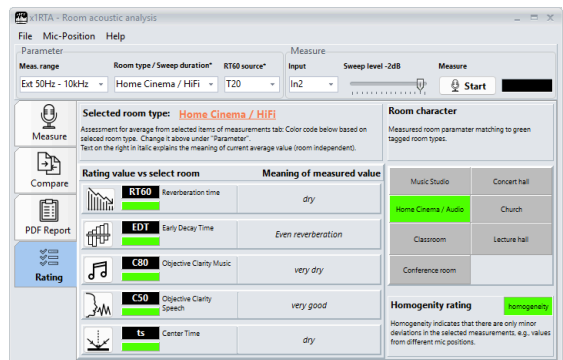 x1RTA - Room acoustic analysis
File Mic-Position Help
Parameter
Measure
Meas. range
Room type / Sweep duration*
RT60 source*
Input
Sweep level -2dB
Measure
Ext 50Hz - 10kHz
Home Cinema / HiFi
T20
In2
Start
Measure
Compare
PDF Report
Rating
Selected room type: Home Cinema / HiFi
Assessment for average from selected items of measurements tab: Color code below based on
seleced room type. Change it above under "Parameter".
Text on the right in italic explains the meaning of current average value (room independent).
Rating value vs select room
Meaning of measured value
RT60 Reverberation time
dry
EDT Early Decay Time
Even reverberation
C80 Objective Clarity Music
very dry
C50 Objective Clarity
Speech
very good
ts Center Time
dry
Room character
Measuresd room paramater matching to green
tagged room types.
Music Studio
Concert hall
Home Cinema / Audio
Church
Classroom
Lecture hall
Conference room
Homogenity rating
homogeneity
Homogeneity indicates that there are only minor
deviations in the selected measurements, e.g., values
from different mic positions.